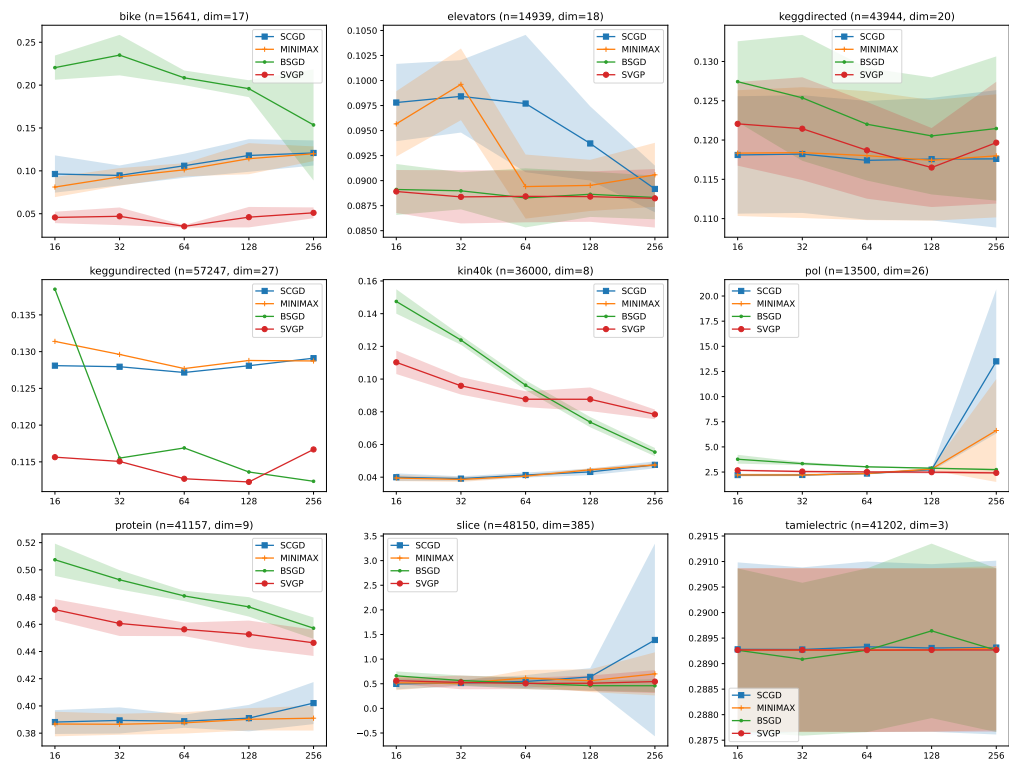 bike (n=15641, dim=17)
0.25
0.20
0.15
0.10
0.05
SCGD
MINIMAX
BSGD
SVGP
16 32 64 128 256
elevators (n=14939, dim=18)
0.1050
0.1025
0.1000
0.0975
0.0950
0.0925
0.0900
0.0875
0.0850
SCGD
MINIMAX
BSGD
SVGP
16 32 64 128 256
keggdirected (n=43944, dim=20)
0.130
0.125
0.120
0.115
0.110
SCGD
MINIMAX
BSGD
SVGP
16 32 64 128 256
keggundirected (n=57247, dim=27)
0.135
0.130
0.125
0.120
0.115
SCGD
MINIMAX
BSGD
SVGP
16 32 64 128 256
kin40k (n=36000, dim=8)
0.16
0.14
0.12
0.10
0.08
0.06
0.04
SCGD
MINIMAX
BSGD
SVGP
16 32 64 128 256
pol (n=13500, dim=26)
20.0
17.5
15.0
12.5
10.0
7.5
5.0
2.5
SCGD
MINIMAX
BSGD
SVGP
16 32 64 128 256
protein (n=41157, dim=9)
0.52
0.50
0.48
0.46
0.44
0.42
0.40
0.38
SCGD
MINIMAX
BSGD
SVGP
16 32 64 128 256
slice (n=48150, dim=385)
3.5
3.0
2.5
2.0
1.5
1.0
0.5
0.0
−0.5
SCGD
MINIMAX
BSGD
SVGP
16 32 64 128 256
tamielectric (n=41202, dim=3)
0.2915
0.2910
0.2905
0.2900
0.2895
0.2890
0.2885
0.2880
0.2875
SCGD
MINIMAX
BSGD
SVGP
16 32 64 128 256